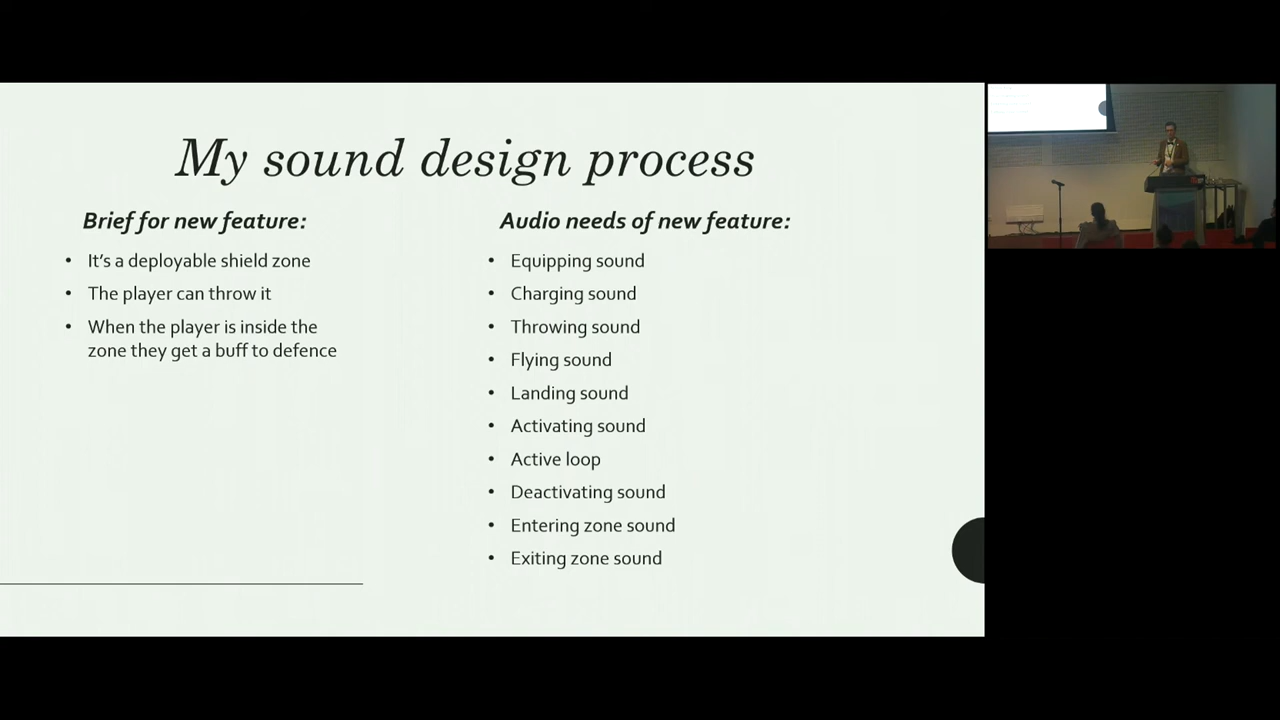 My sound design process
Brief for new feature:
• It's a deployable shield zone
• The player can throw it
• When the player is inside the
zone they get a buff to defence
Audio needs of new feature:
• Equipping sound
• Charging sound
• Throwing sound
• Flying sound
• Landing sound
• Activating sound
• Active loop
• Deactivating sound
• Entering zone sound
• Exiting zone sound